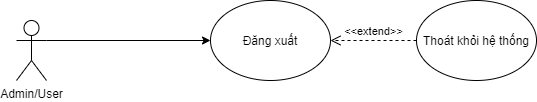 Đăng xuất
<<extend>>
Thoát khỏi hệ thống
Admin/User